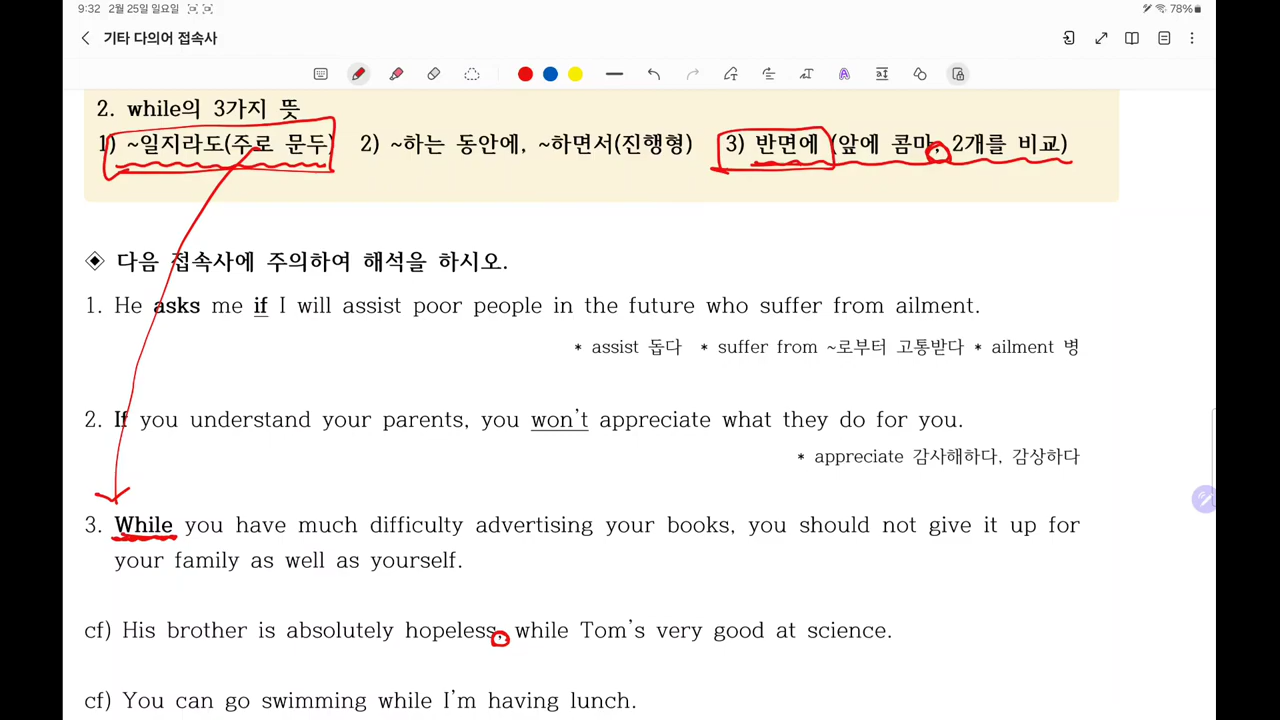 9:32 2월 25일 일요일 78%
기타 다의어 접속사
2. while의 3가지 뜻
1) ~일지라도(주로 문두) 2) ~하는 동안에, ~하면서(진행형) 3) 반면에 (앞에 콤마, 2개를 비교)
◈ 다음 접속사에 주의하여 해석을 하시오.
1. He asks me if I will assist poor people in the future who suffer from ailment.
* assist 돕다 * suffer from ~로부터 고통받다 * ailment 병
2. If you understand your parents, you won't appreciate what they do for you.
* appreciate 감사해하다, 감상하다
3. While you have much difficulty advertising your books, you should not give it up for
your family as well as yourself.
cf) His brother is absolutely hopeless, while Tom's very good at science.
cf) You can go swimming while I'm having lunch.